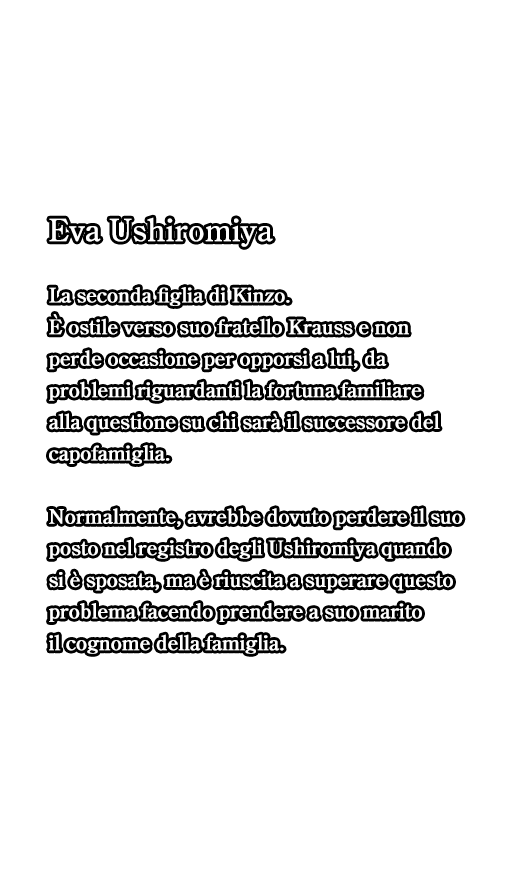 Eva Ushiromiya
La seconda figlia di Kinzo.
È ostile verso suo fratello Krauss e non
perde occasione per opporsi a lui, da
problemi riguardanti la fortuna familiare
alla questione su chi sarà il successore del
capofamiglia.
Normalmente, avrebbe dovuto perdere il suo
posto nel registro degli Ushiromiya quando
si è sposata, ma è riuscita a superare questo
problema facendo prendere a suo marito
il cognome della famiglia.